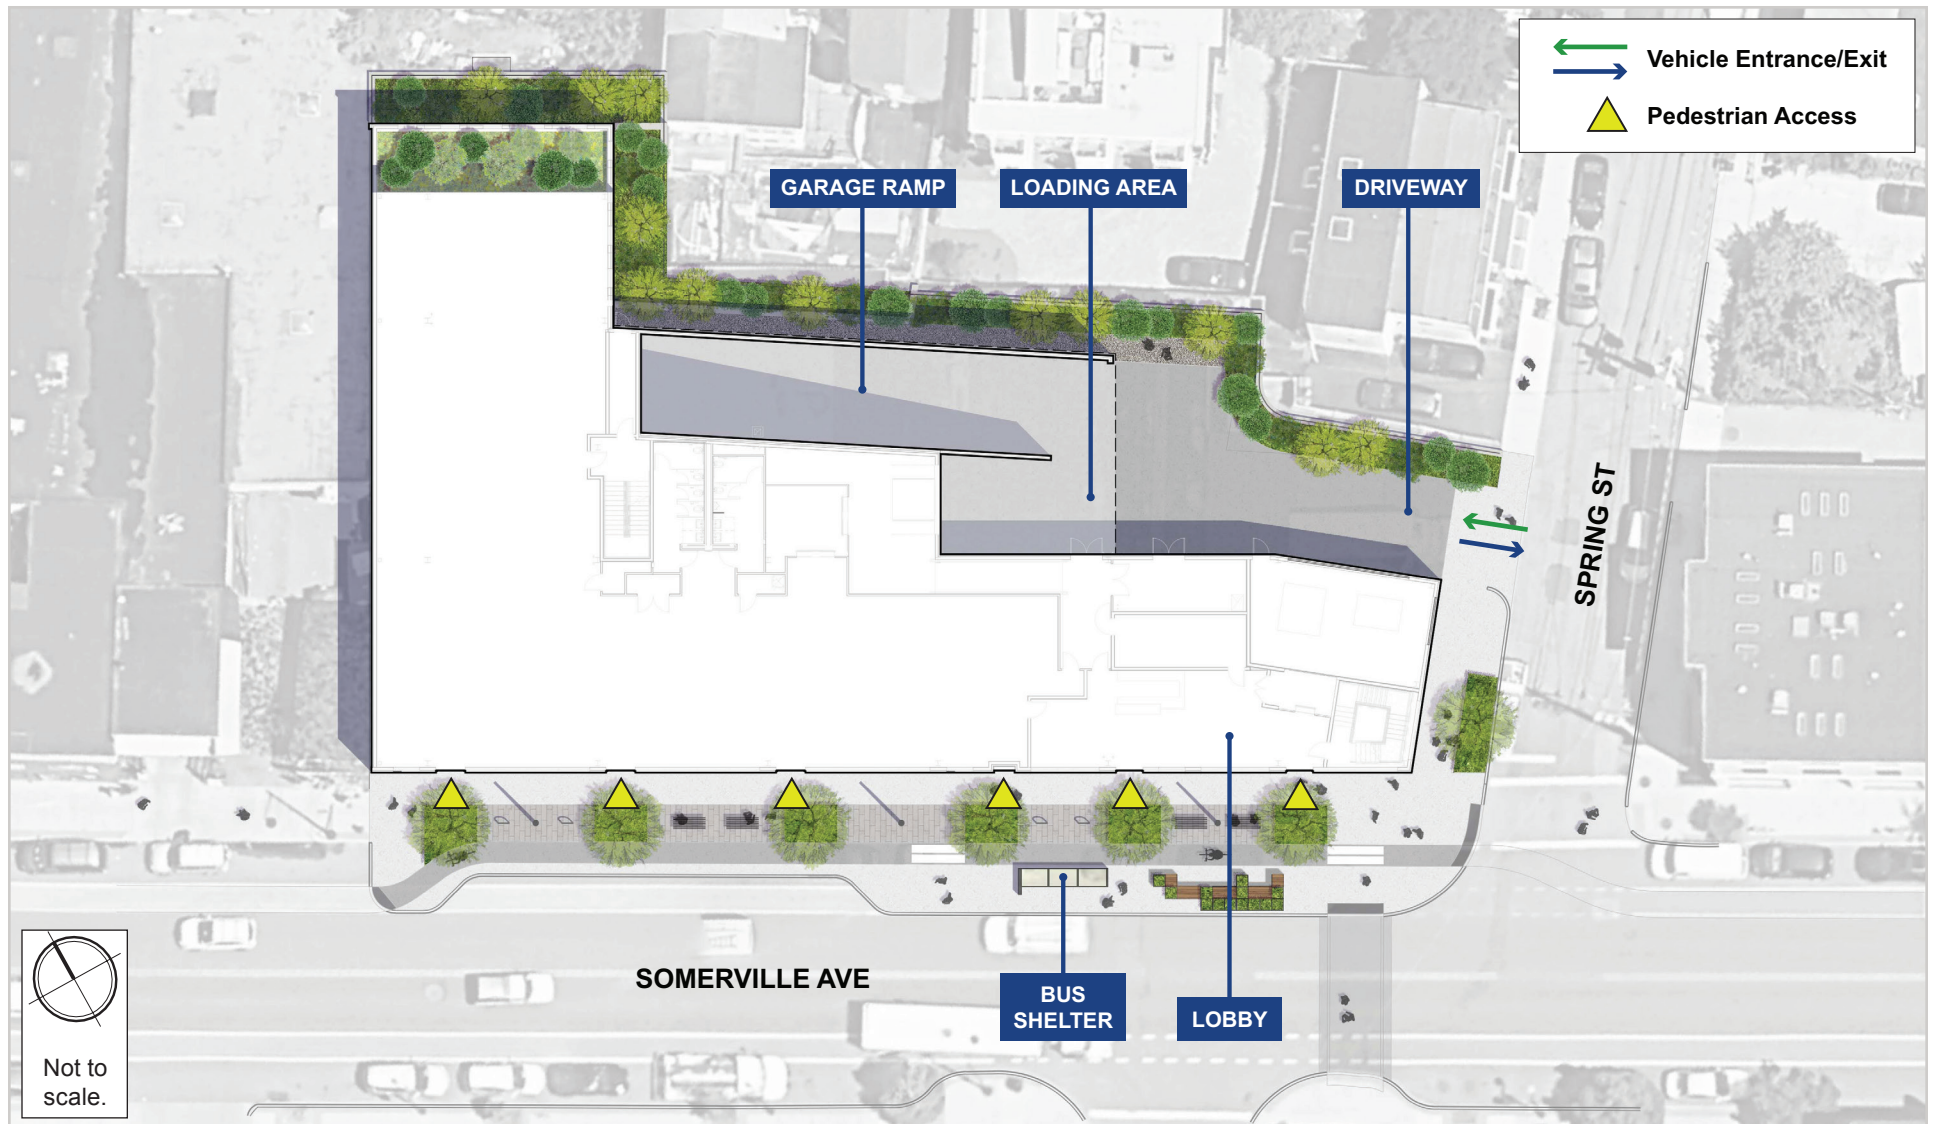 Vehicle Entrance/Exit
Pedestrian Access
GARAGE RAMP
LOADING AREA
DRIVEWAY
SPRING ST
SOMERVILLE AVE
BUS
SHELTER
LOBBY
Not to
scale.